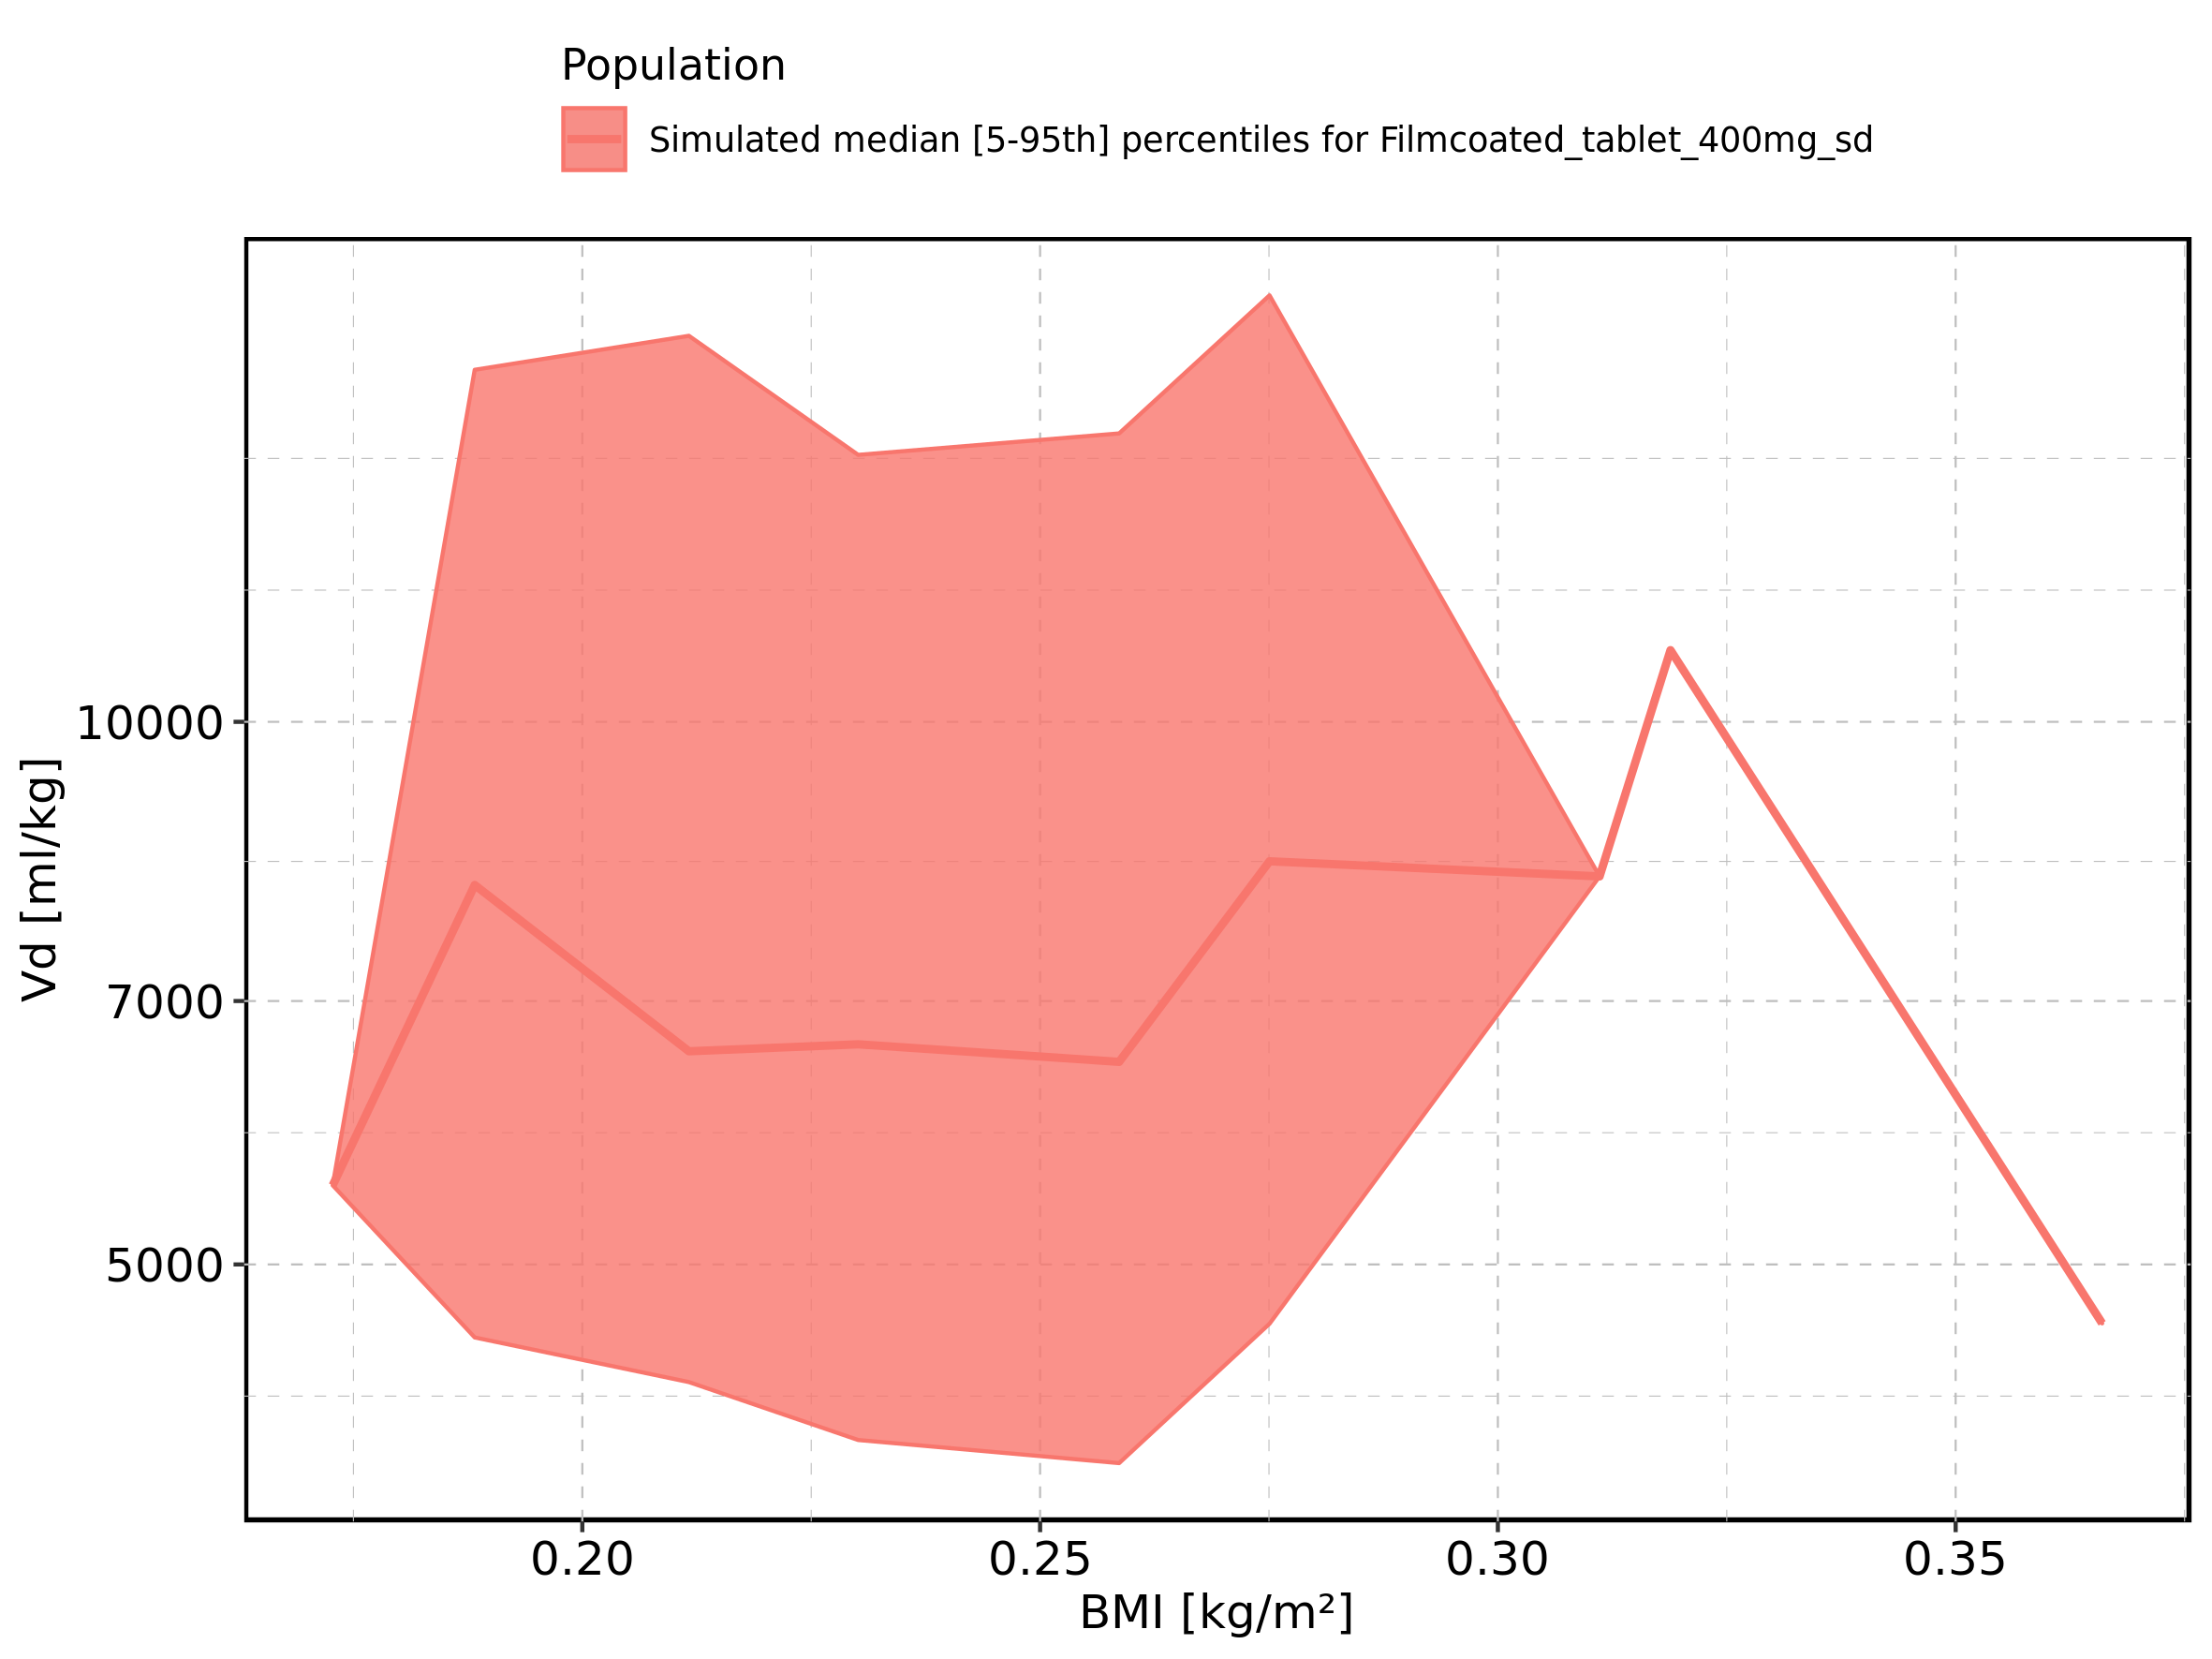 Population
Simulated median [5-95th] percentiles for Filmcoated_tablet_400mg_sd
10000
7000
5000
Vd [ml/kg]
0.20 0.25 0.30 0.35
BMI [kg/m²]